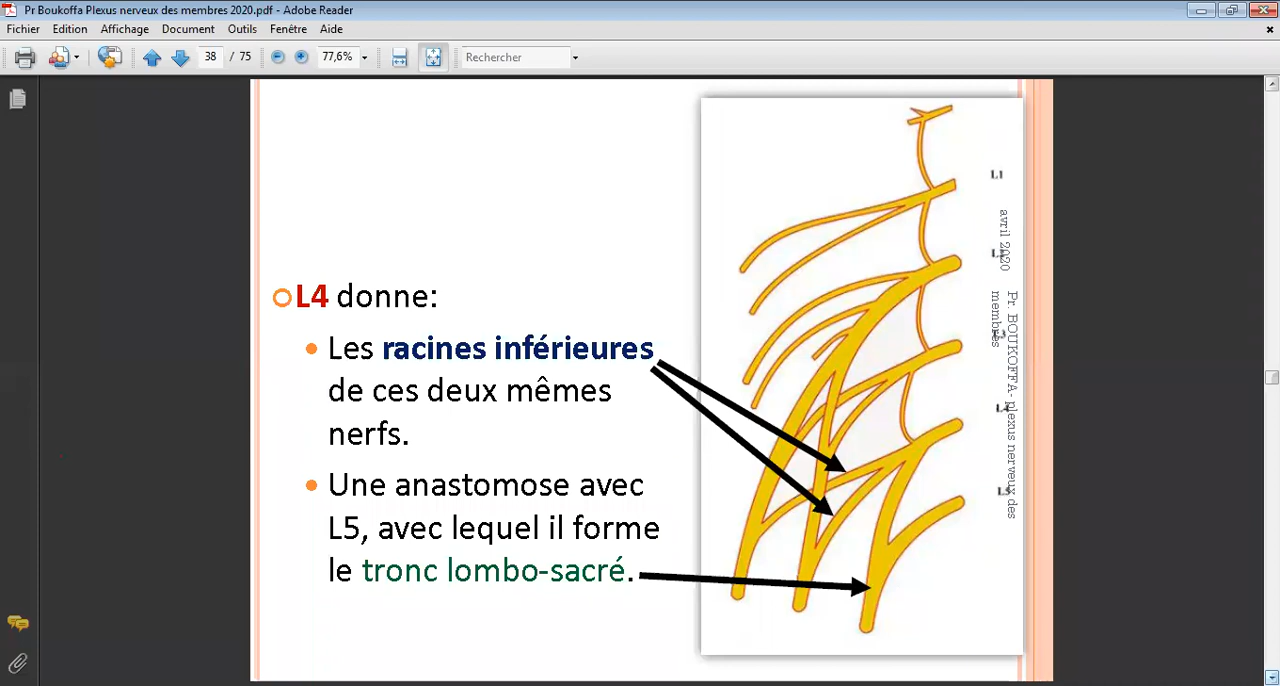 Pr Boukoffa Plexus nerveux des membres 2020.pdf - Adobe Reader
Fichier Edition Affichage Document Outils Fenêtre Aide
38 / 75 77,6% Rechercher
L1
avril 2020
Pr BOUKOFFA- plexus nerveux des
membres
L4 donne:
Les racines inférieures
de ces deux mêmes
nerfs.
Une anastomose avec
L5, avec lequel il forme
le tronc lombo-sacré.